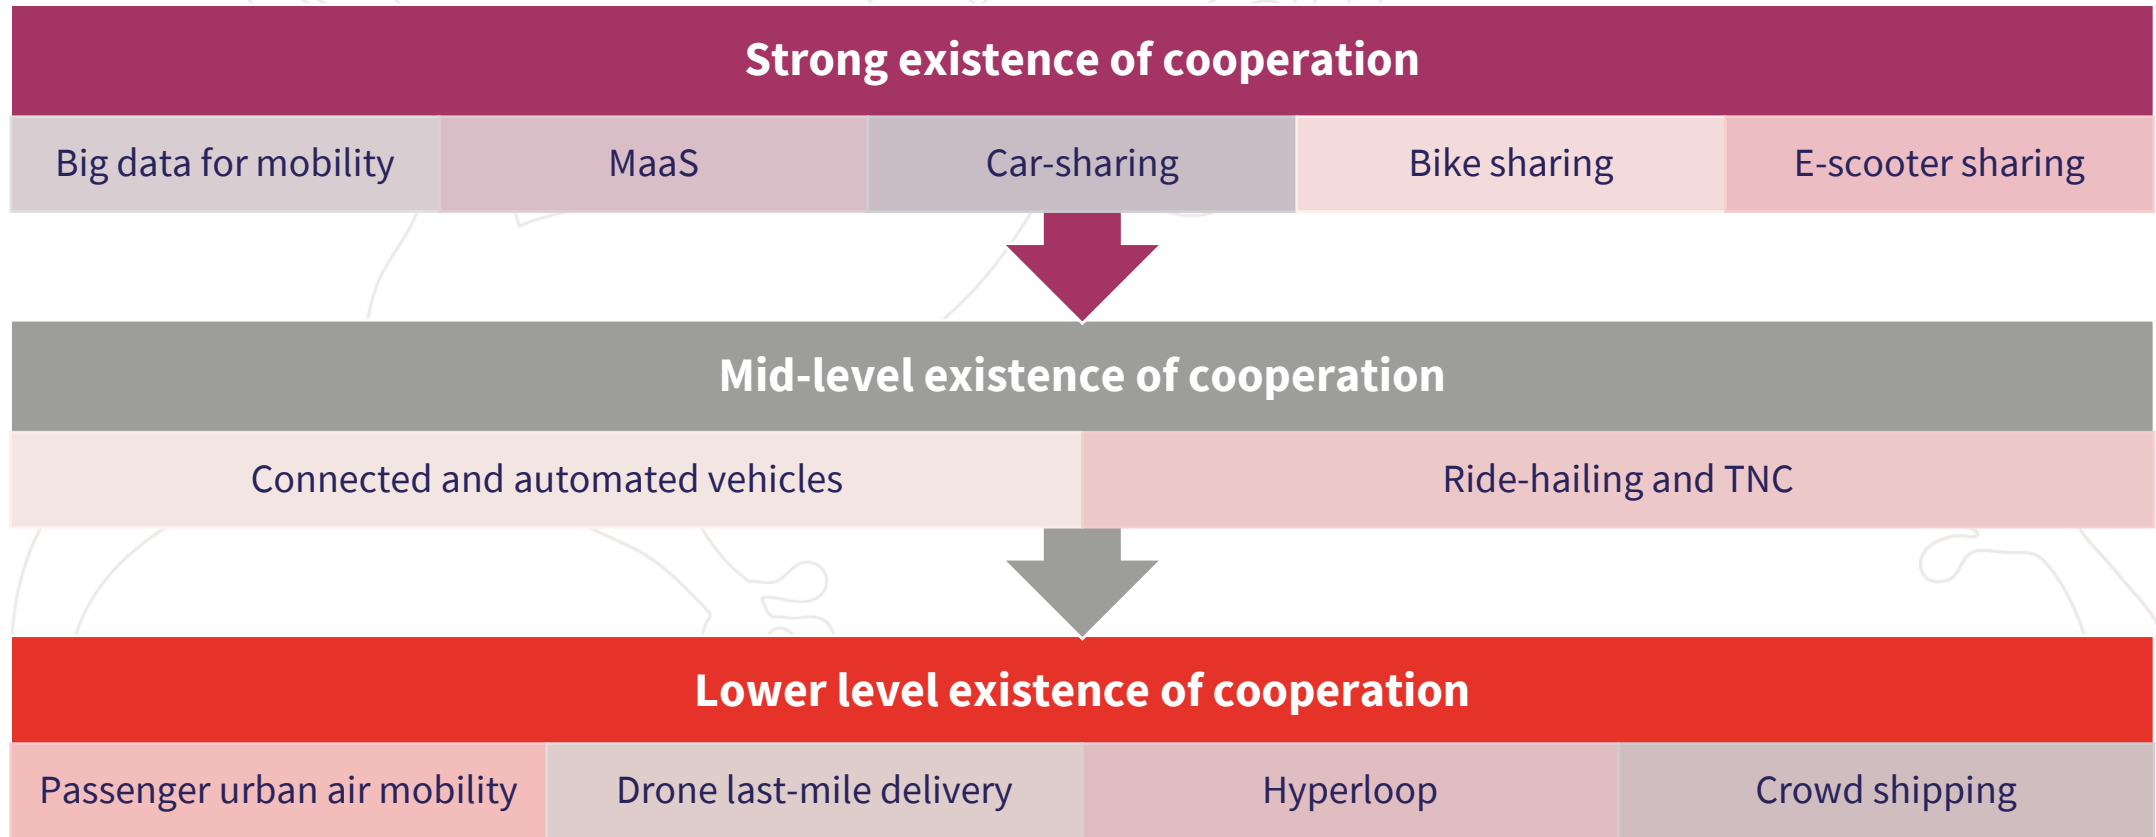 Strong existence of cooperation
Big data for mobility
MaaS
Car-sharing
Bike sharing
E-scooter sharing
Mid-level existence of cooperation
Connected and automated vehicles
Ride-hailing and TNC
Lower level existence of cooperation
Passenger urban air mobility
Drone last-mile delivery
Hyperloop
Crowd shipping